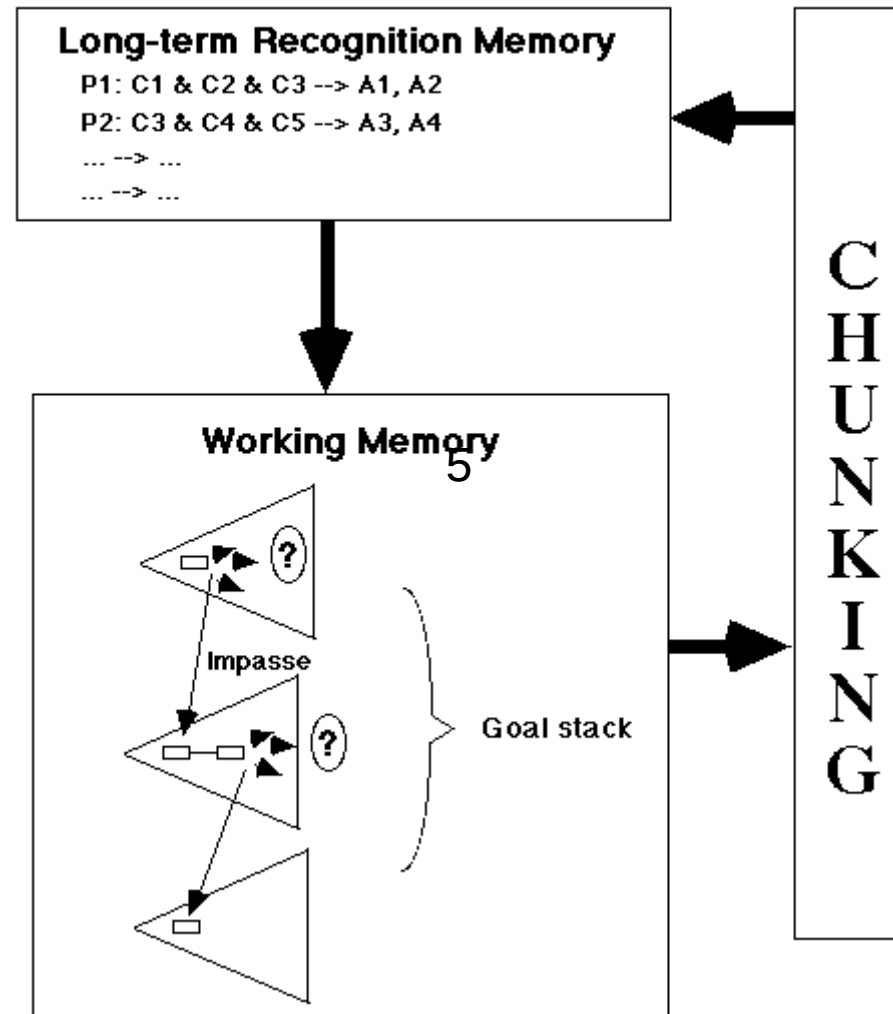 Long-term Recognition Memory
P1: C1 & C2 & C3 --> A1, A2
P2: C3 & C4 & C5 --> A3, A4
... --> ...
... --> ...
Working Memory
5
?
Impasse
?
Goal stack
CHUNKING